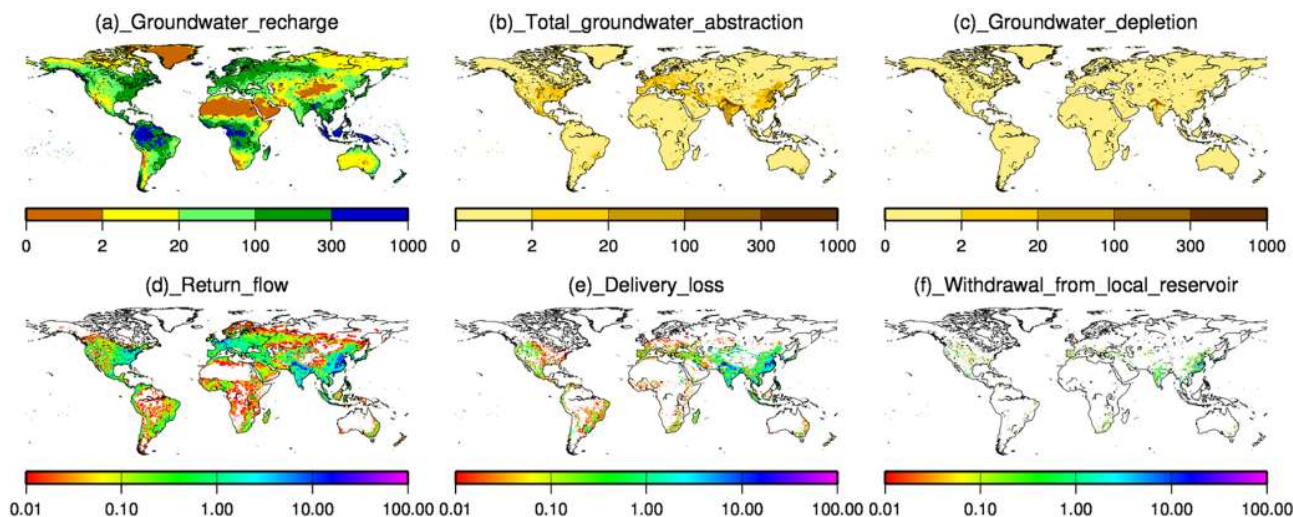 (a)_Groundwater_recharge (b)_Total_groundwater_abstraction (c)_Groundwater_depletion
0 2 20 100 300 1000 0 2 20 100 300 1000 0 2 20 100 300 1000
(d)_Return_flow (e)_Delivery_loss (f)_Withdrawal_from_local_reservoir
0.01 0.10 1.00 10.00 100.00 0.01 0.10 1.00 10.00 100.00 0.01 0.10 1.00 10.00 100.00